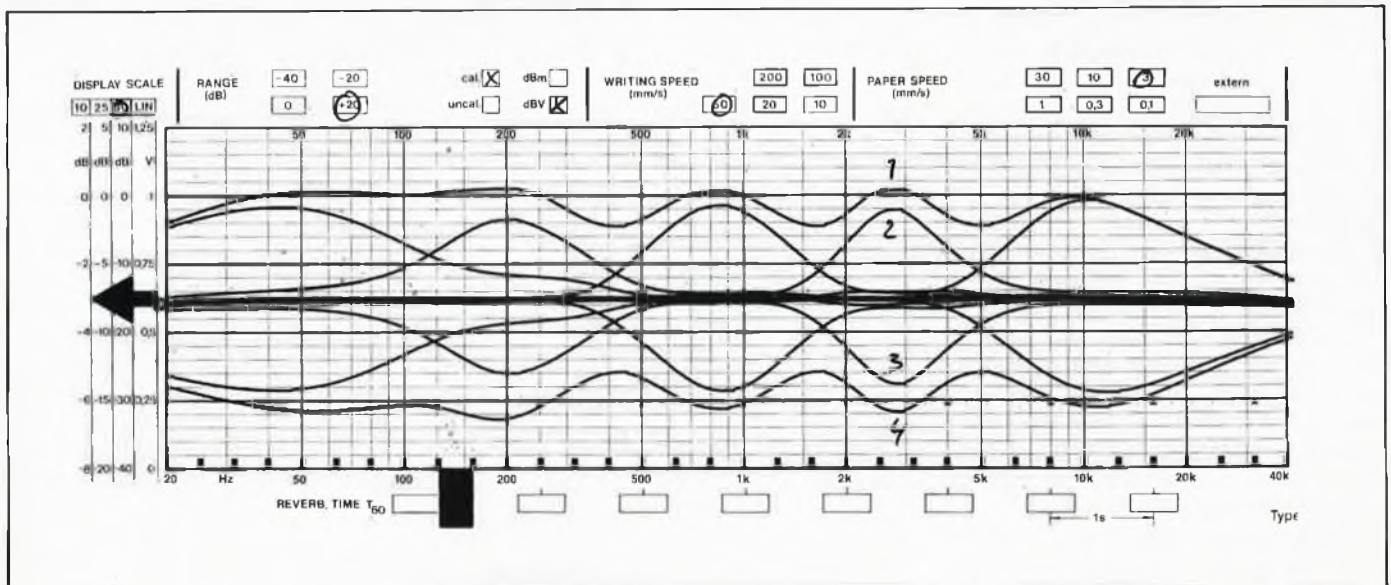 DISPLAY SCALE RANGE -40 -20 cal. X dBm WRITING SPEED 200 100 PAPER SPEED 30 10 3 extern
(dB) (mm/s) (mm/s)
10 25 50 LIN 0 +20 uncal. dBV X 50 20 10 1 0,3 0,1
2 5 10 1,25 50 100 200 500 1k 2k 5k 10k 20k
dB dB dB V
1
0 0 0 1
2
-2 -5 -10 0,75
-4 -10 -20
3
-6 -15 -30 0,25
4
-8 -20 -40 0
20 Hz 50 100 200 500 1k 2k 5k 10k 20k 40k
REVERB. TIME T60 1s Type